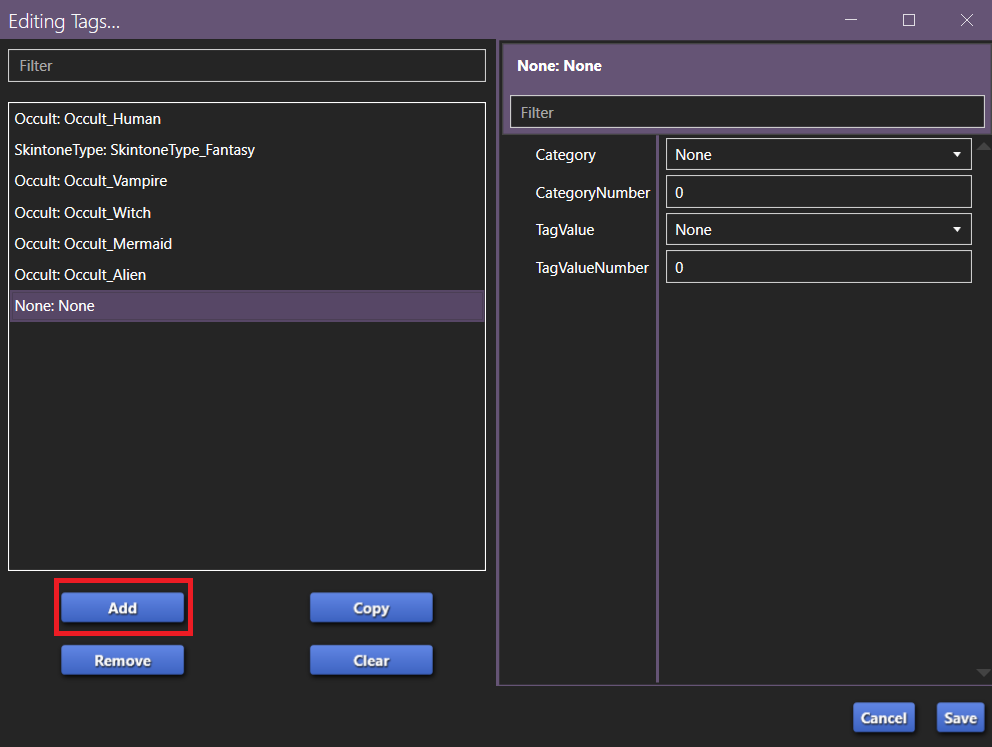 Editing Tags...
Filter
Occult: Occult_Human
SkintoneType: SkintoneType_Fantasy
Occult: Occult_Vampire
Occult: Occult_Witch
Occult: Occult_Mermaid
Occult: Occult_Alien
None: None
Add
Copy
Remove
Clear
None: None
Filter
Category None
CategoryNumber 0
TagValue None
TagValueNumber 0
Cancel Save